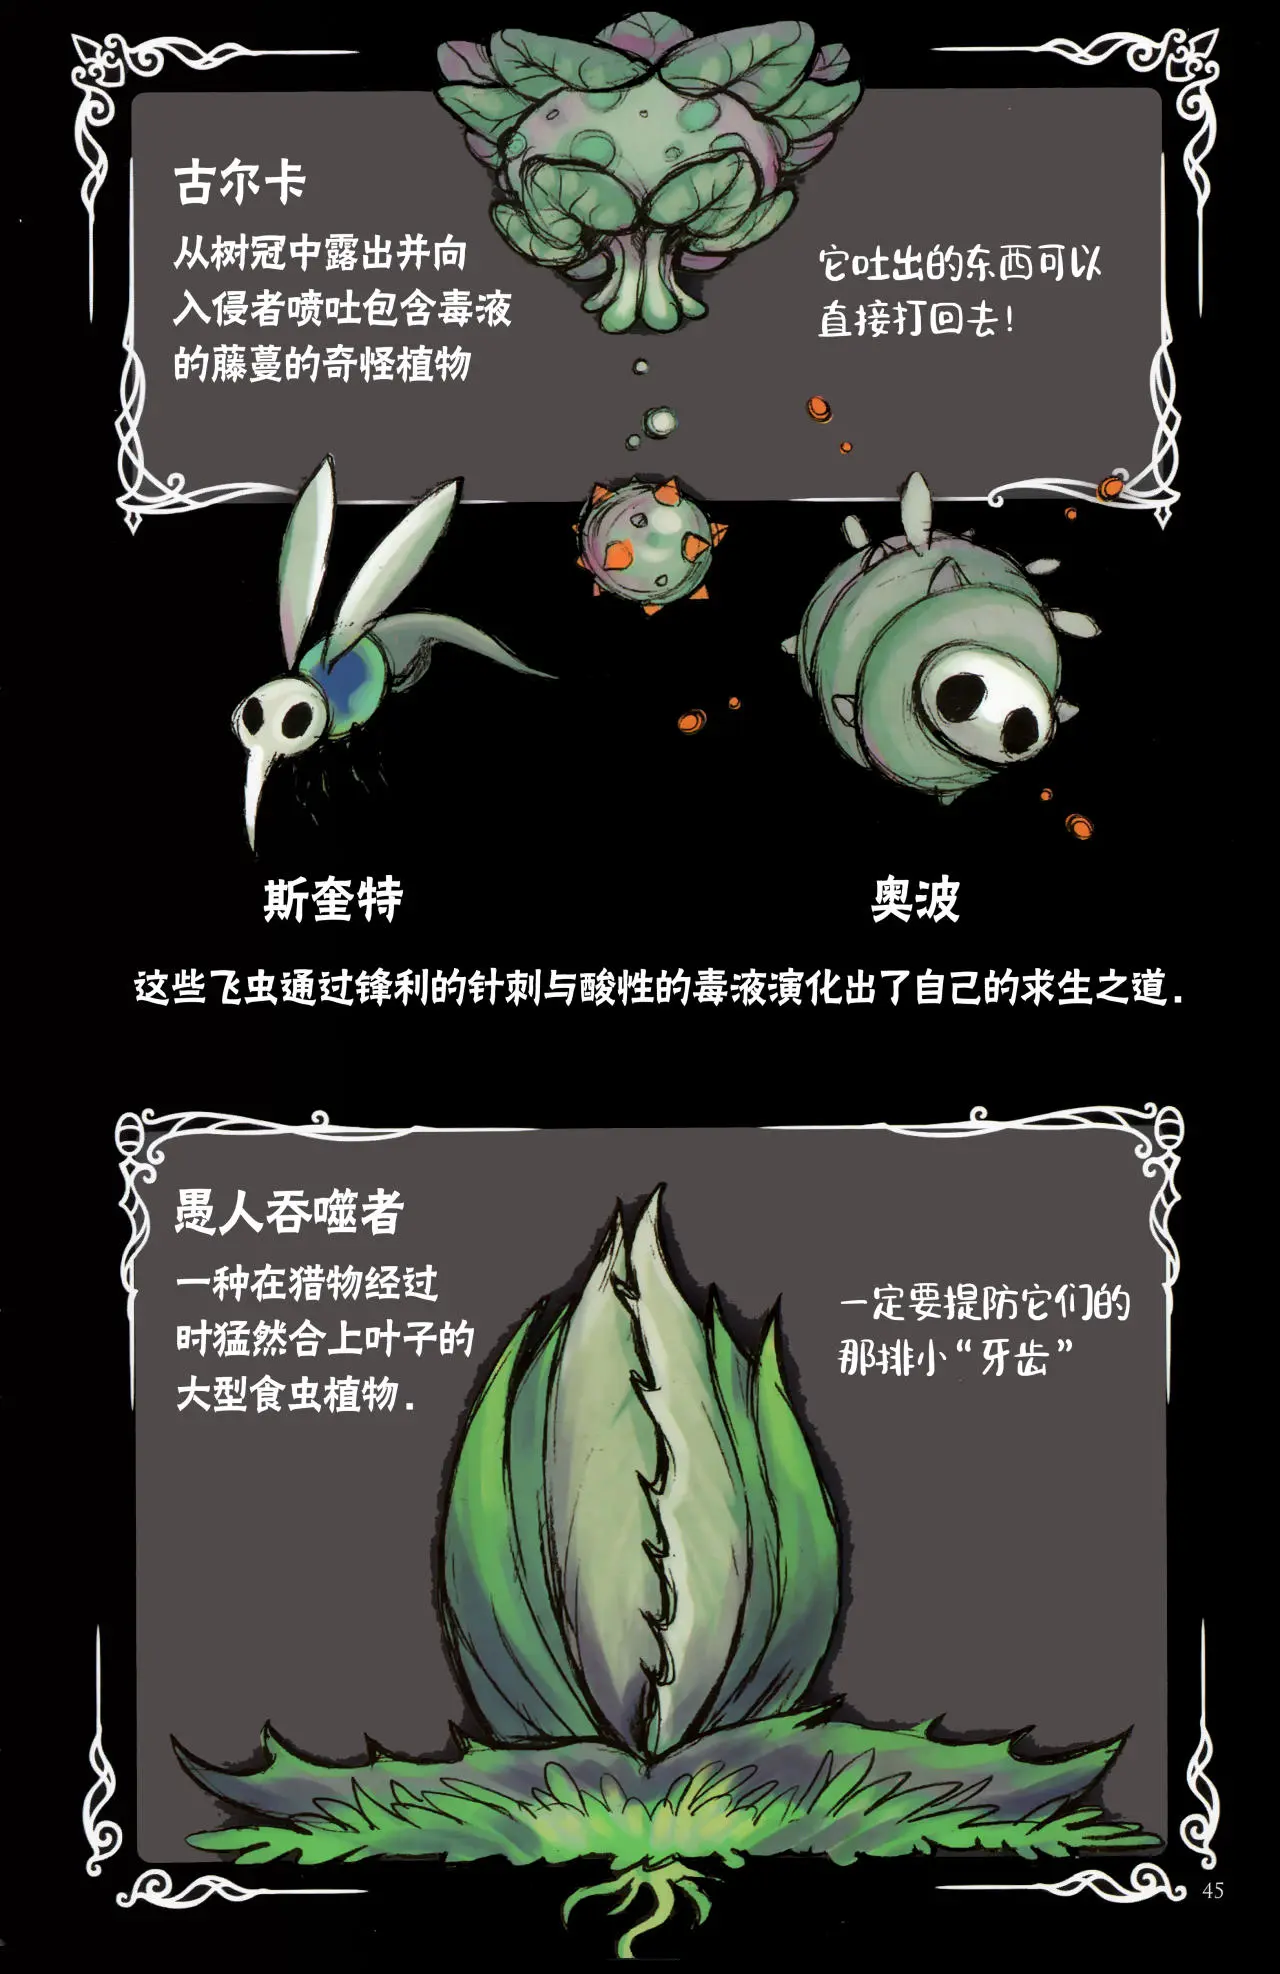 古尔卡
从树冠中露出并向
入侵者喷吐包含毒液
的藤蔓的奇怪植物
它吐出的东西可以
直接打回去!
斯奎特
奥波
这些飞虫通过锋利的针刺与酸性的毒液演化出了自己的求生之道.
愚人吞噬者
一种在猎物经过
时猛然合上叶子的
大型食虫植物.
一定要提防它们的
那排小“牙齿”
45